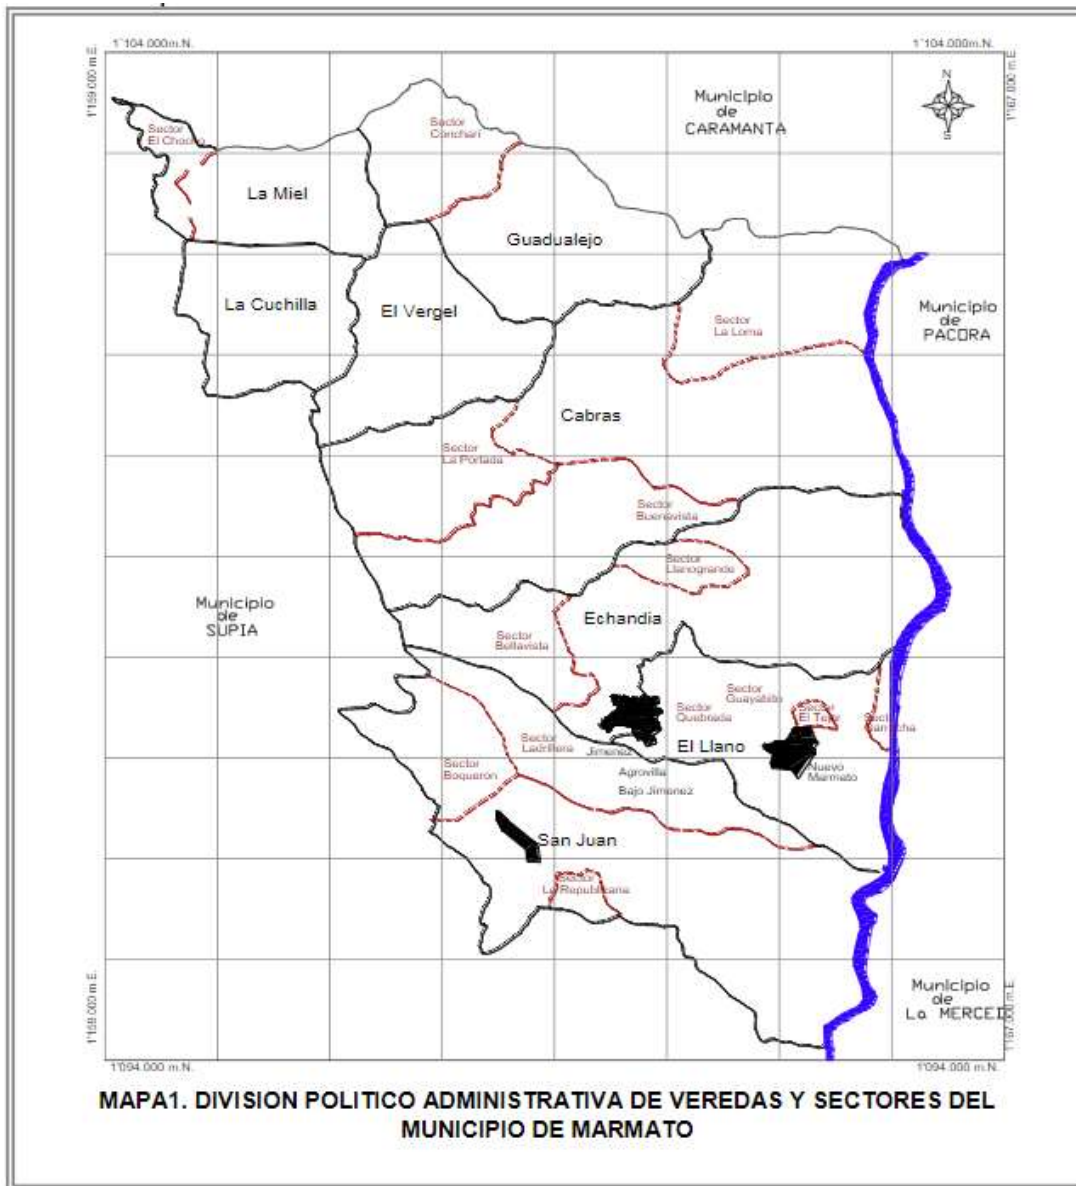 1`104.000m.N.
1`104.000m.N.
1'159.000 m.E.
1'167.000 m.E.
N
S
Municipio
de
CARAMANTA
Sector
El Chocho
Sector
Conchari
La Miel
Guadualejo
La Cuchilla
El Vergel
Sector
La Loma
Municipio
de
PACORA
Cabras
Sector
La Portada
Sector
Buenavista
Sector
Llanogrande
Municipio
de
SUPIA
Echandia
Sector
Bellavista
Sector
Guayabito
Sector
Quebrada
Sector
El Tejar
Sector
Ladrillera
Jimenez
El Llano
Nuevo
Marmato
Sector
Boqueron
Agrovilla
Bajo Jimenez
San Juan
Sector
La Republicana
Municipio
de
La MERCED
1'159.000 m.E.
1'167.000 m.E.
1'094.000 m.N.
1'094.000 m.N.
MAPA1. DIVISION POLITICO ADMINISTRATIVA DE VEREDAS Y SECTORES DEL
MUNICIPIO DE MARMATO